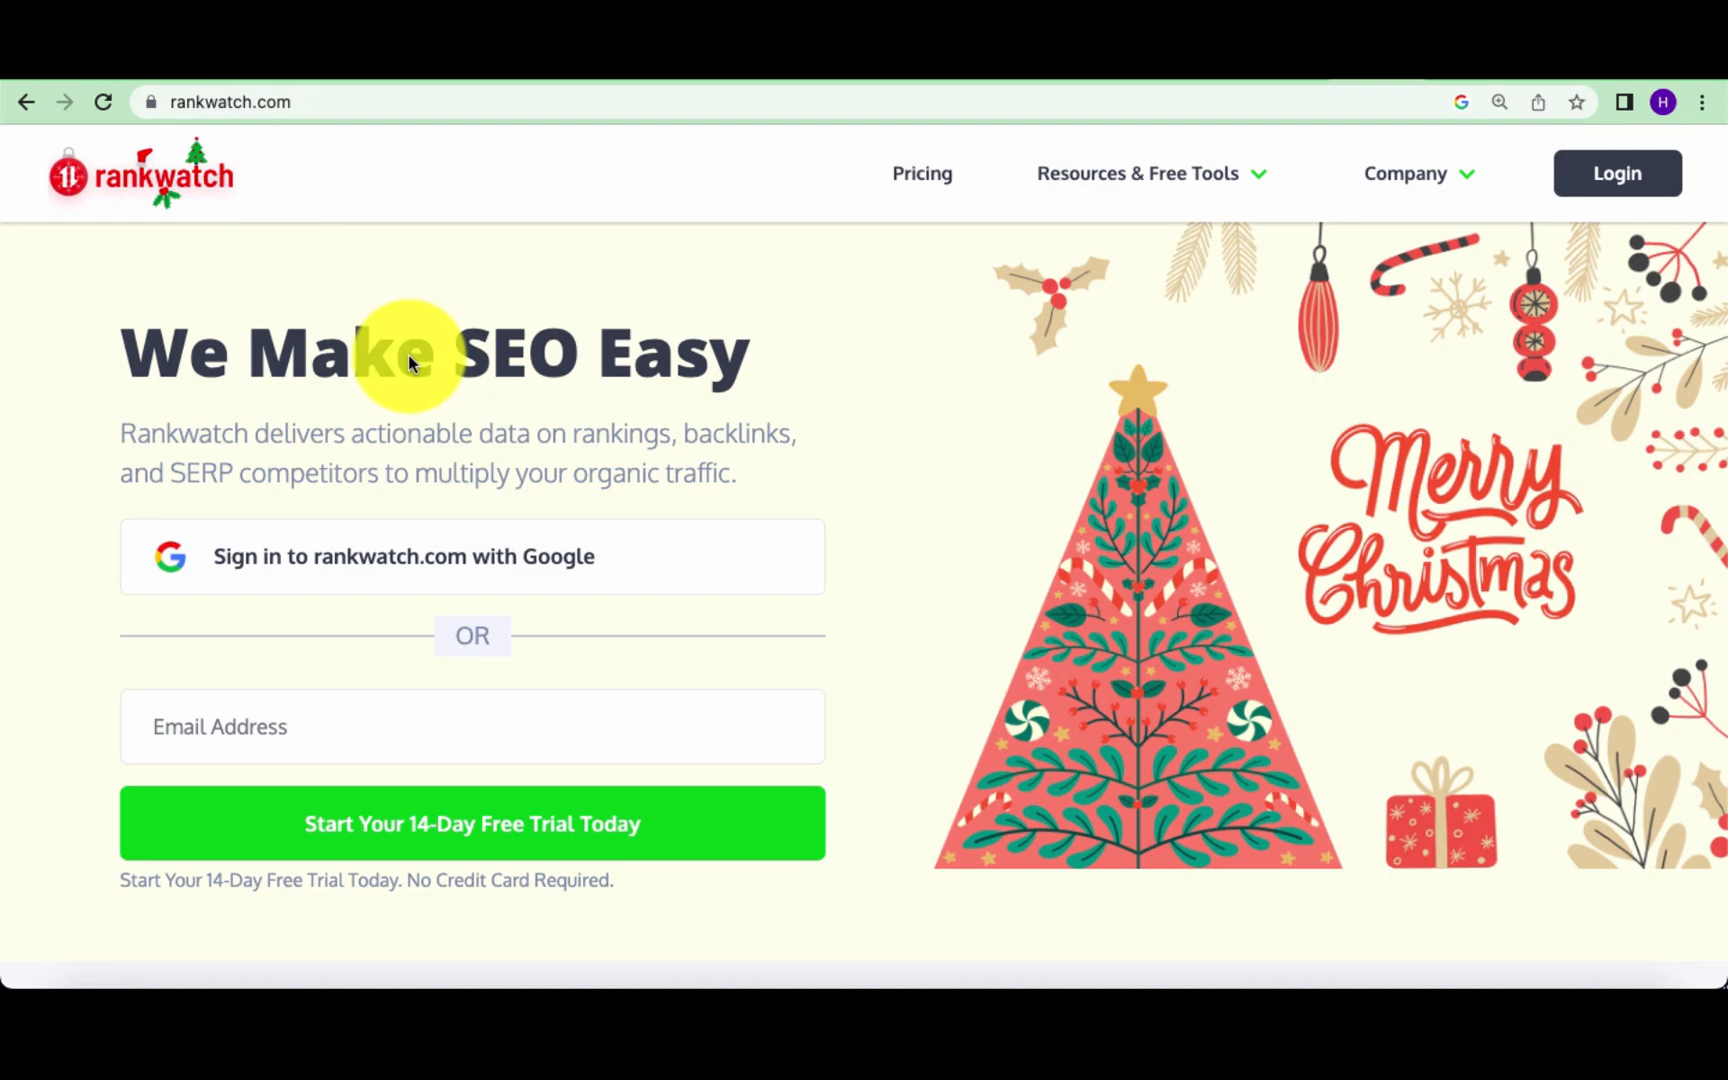 rankwatch.com
H
rankwatch
Pricing
Resources & Free Tools
Company
Login
We Make SEO Easy
Rankwatch delivers actionable data on rankings, backlinks,
and SERP competitors to multiply your organic traffic.
Sign in to rankwatch.com with Google
OR
Email Address
Start Your 14-Day Free Trial Today
Start Your 14-Day Free Trial Today. No Credit Card Required.
Merry
Christmas